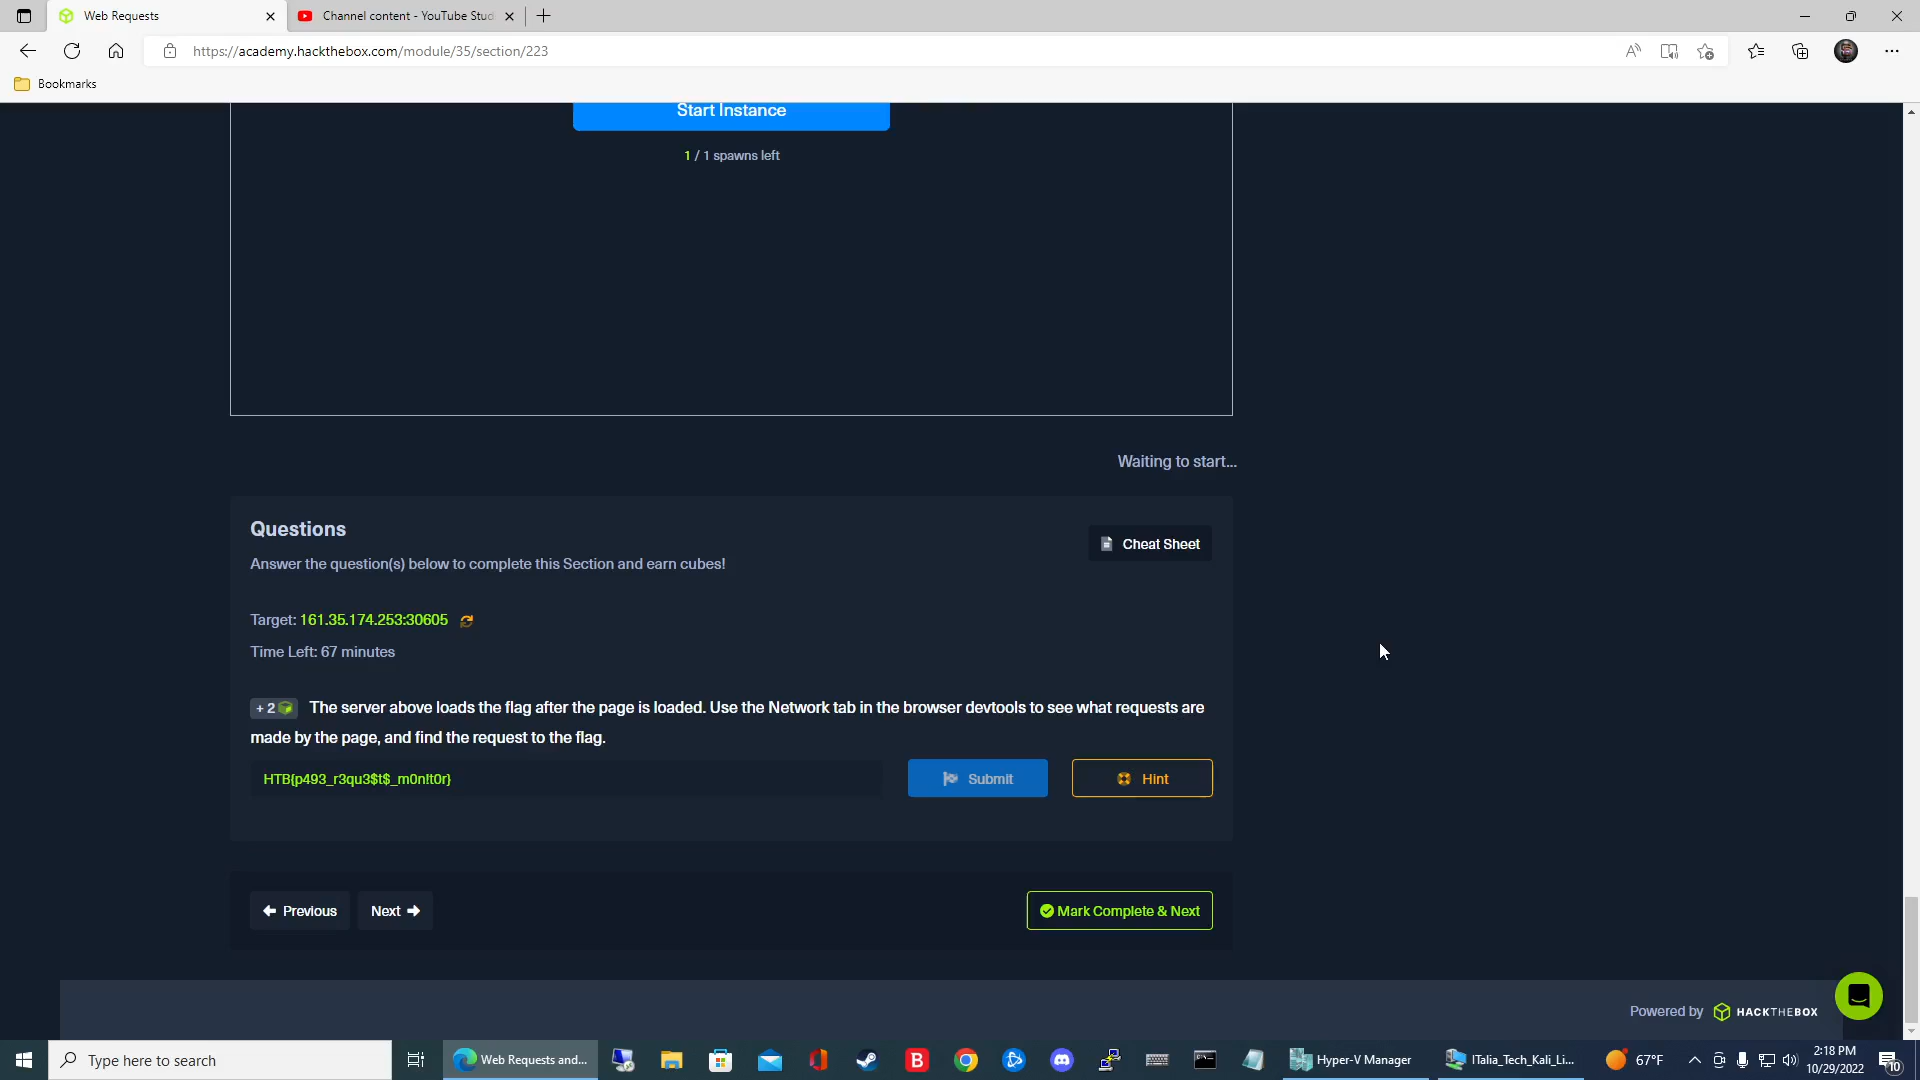 Web Requests
Channel content - YouTube Stud
https://academy.hackthebox.com/module/35/section/223
Bookmarks
Start Instance
1 / 1 spawns left
Waiting to start...
Questions
Cheat Sheet
Answer the question(s) below to complete this Section and earn cubes!
Target: 161.35.174.253:30605
Time Left: 67 minutes
+ 2 The server above loads the flag after the page is loaded. Use the Network tab in the browser devtools to see what requests are
made by the page, and find the request to the flag.
HTB{p493_r3qu3$t$_m0n!t0r}
Submit
Hint
Previous
Next
Mark Complete & Next
Powered by HACKTHEBOX
Type here to search
Web Requests and...
Hyper-V Manager
ITalia_Tech_Kali_Li...
67°F
2:18 PM
10/29/2022
10